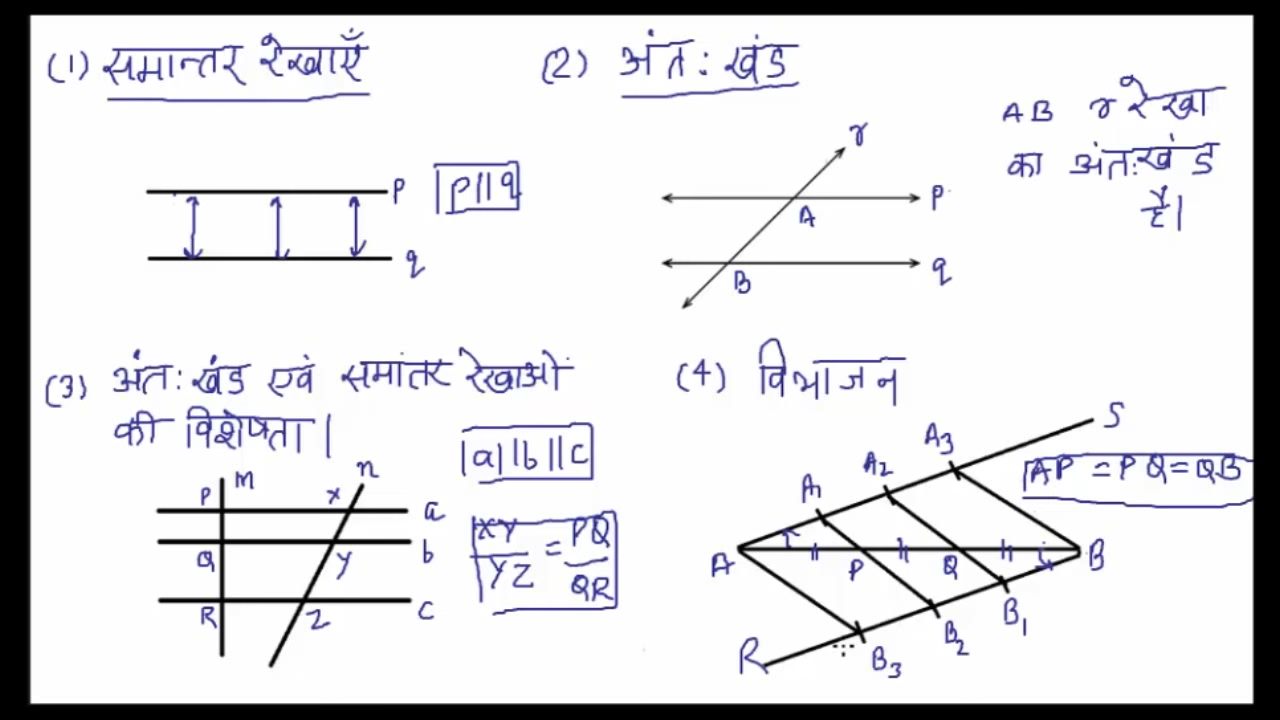 (1) समान्तर रेखाएँ
p
p||q
q
(2) अंत: खंड
r
A
p
B
q
AB r रेखा
का अंत:खंड
है।
(3) अंत: खंड एवं समांतर रेखाओं
की विशेषता।
a||b||c
m
n
P
X
a
Q
Y
b
R
Z
c
XY/YZ = PQ/QR
(4) विभाजन
S
A3
A2
A1
AP = PQ = QB
A
P
Q
B
B1
B2
B3
R